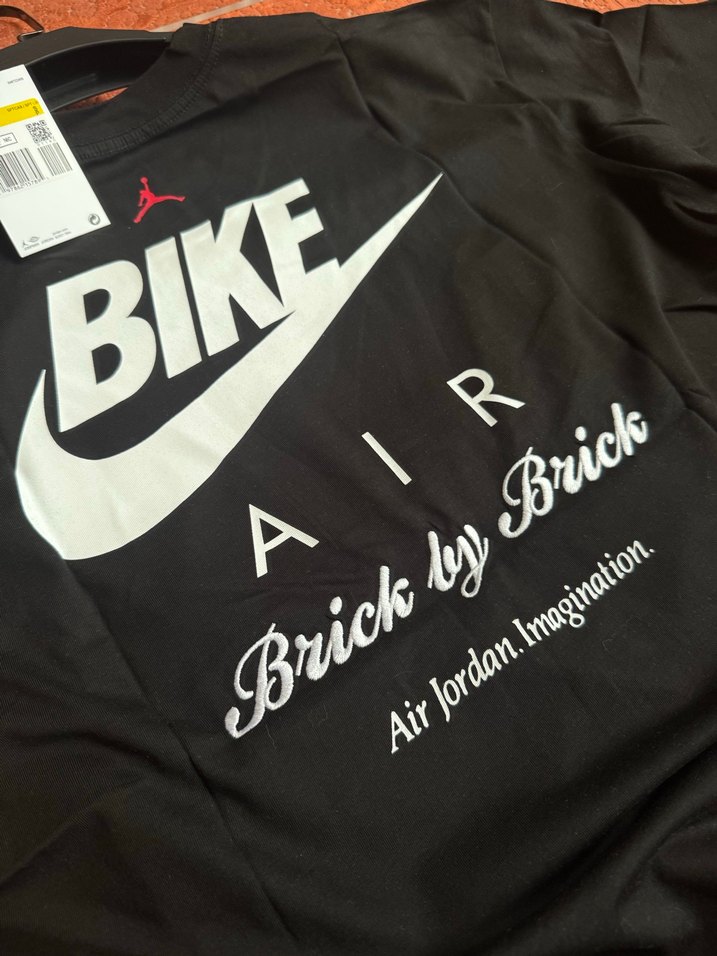 BIKE
AIR
Brick by Brick
Air Jordan. Imagination.